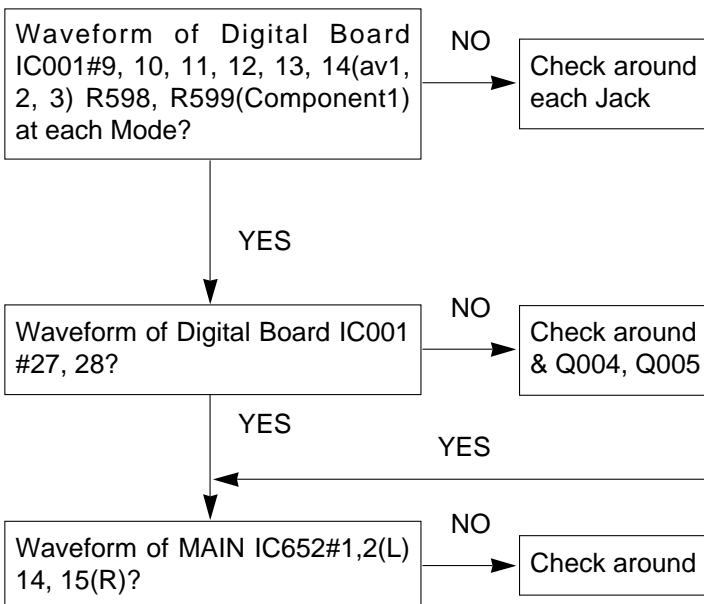 Waveform of Digital Board
IC001#9, 10, 11, 12, 13, 14(av1,
2, 3) R598, R599(Component1)
at each Mode?
NO
Check around
each Jack
YES
Waveform of Digital Board IC001
#27, 28?
NO
Check around
& Q004, Q005
YES
YES
Waveform of MAIN IC652#1,2(L)
14, 15(R)?
NO
Check around